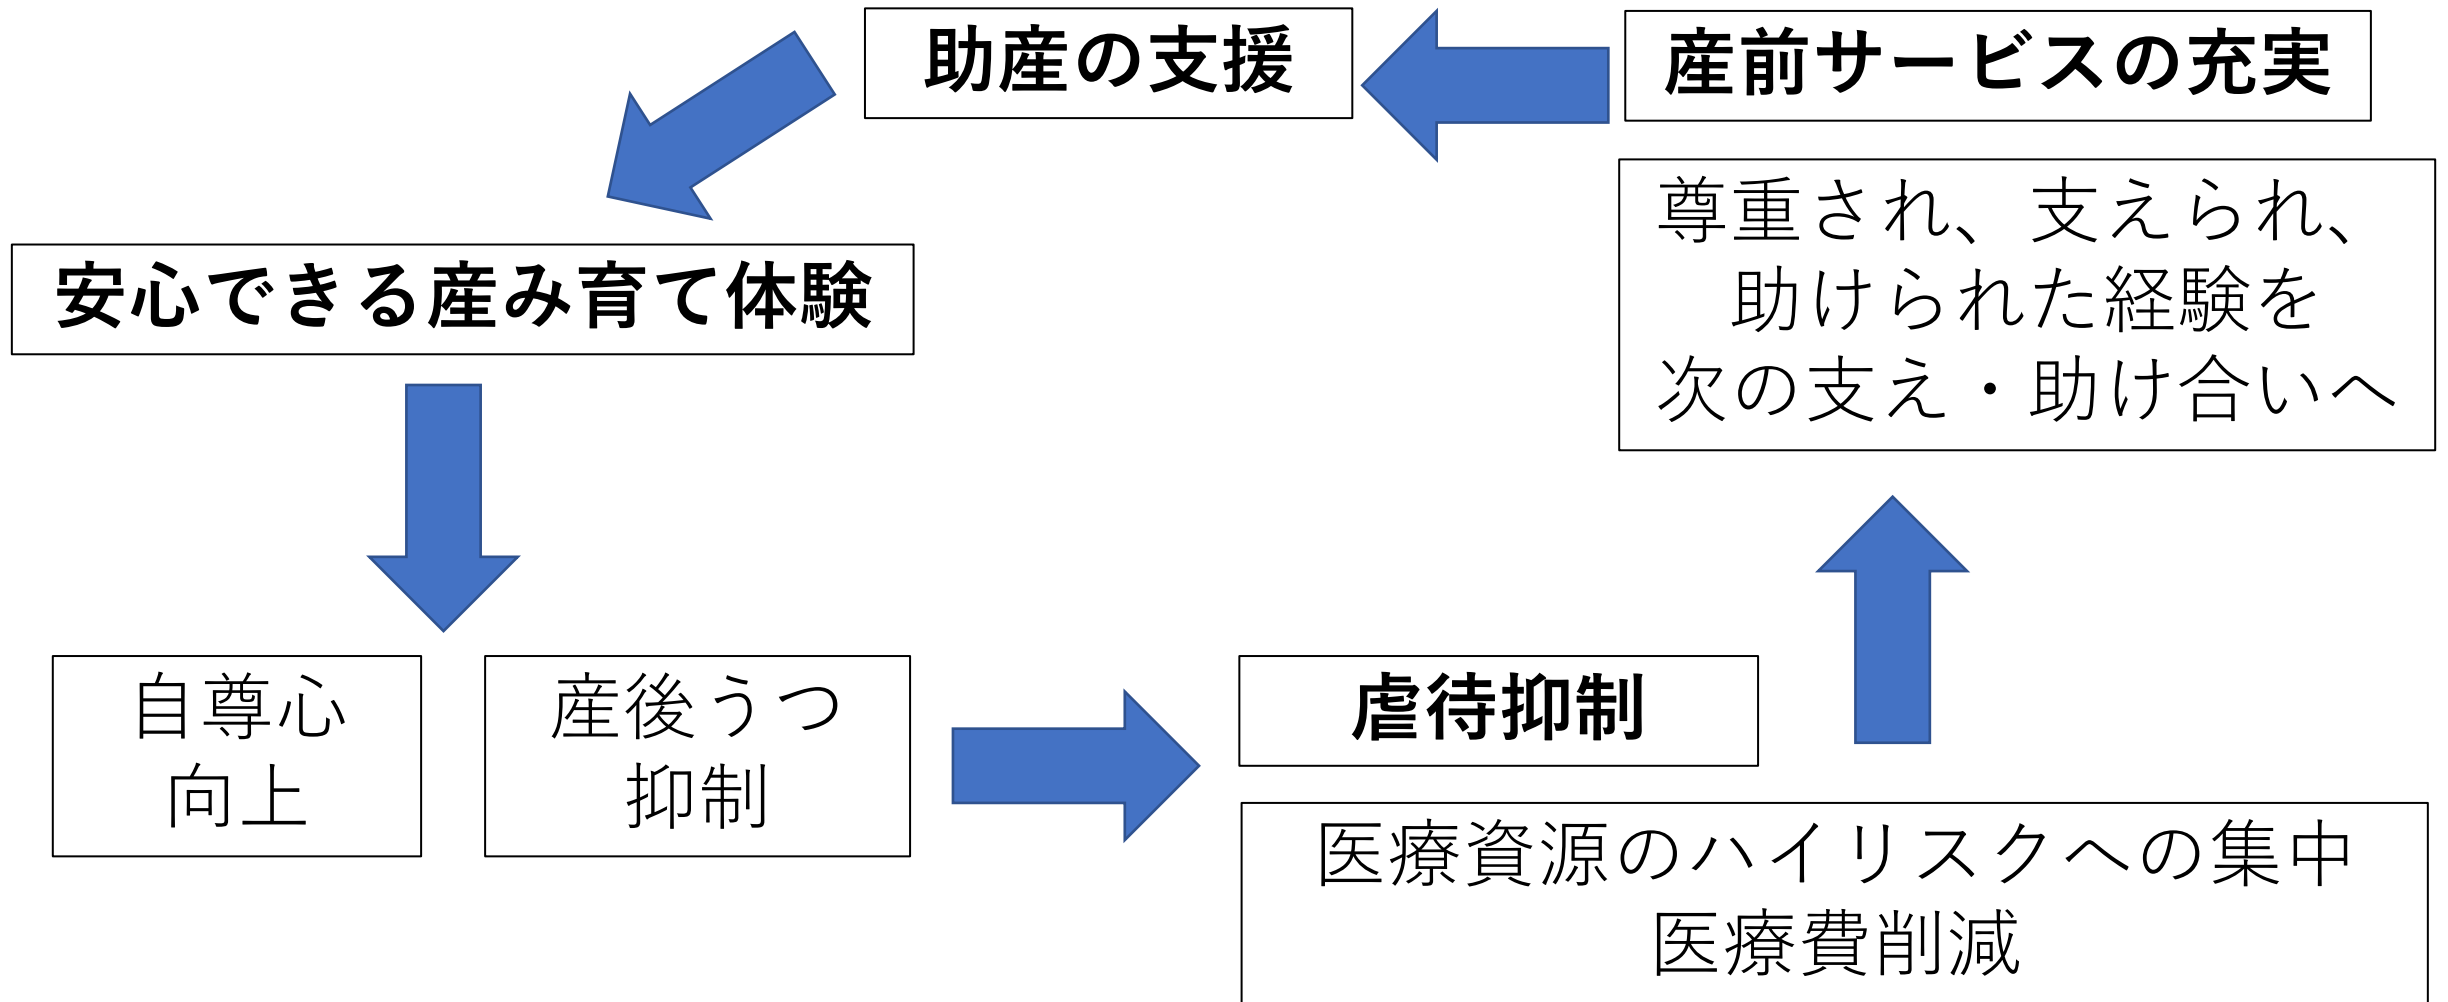 助産の支援
産前サービスの充実
尊重され、支えられ、
助けられた経験を
次の支え・助け合いへ
安心できる産み育て体験
自尊心
向上
産後うつ
抑制
虐待抑制
医療資源のハイリスクへの集中
医療費削減